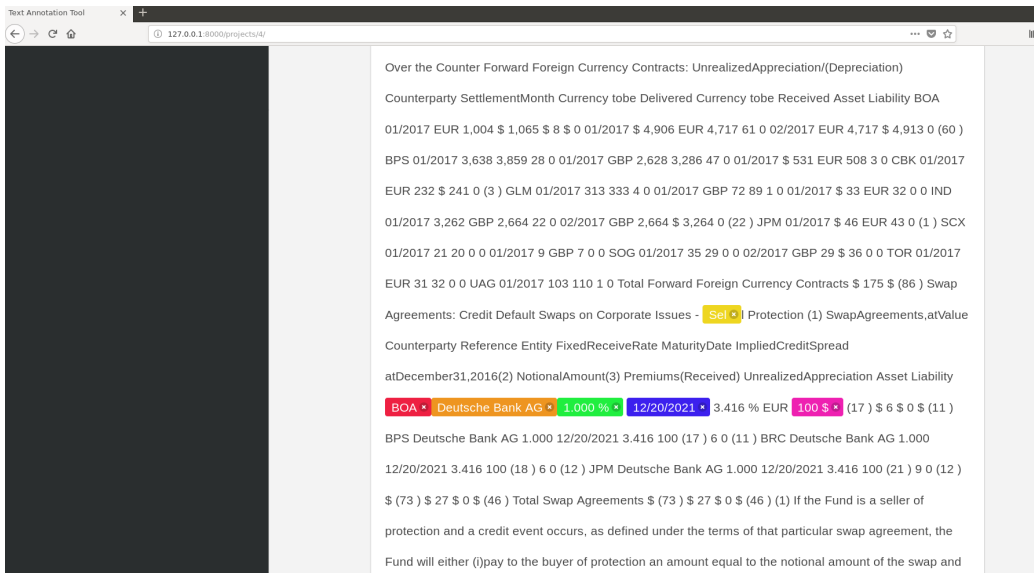 Text Annotation Tool
127.0.0.1:8000/projects/4/
Over the Counter Forward Foreign Currency Contracts: UnrealizedAppreciation/(Depreciation)
Counterparty SettlementMonth Currency tobe Delivered Currency tobe Received Asset Liability BOA
01/2017 EUR 1,004 $ 1,065 $ 8 $ 0 01/2017 $ 4,906 EUR 4,717 61 0 02/2017 EUR 4,717 $ 4,913 0 (60 )
BPS 01/2017 3,638 3,859 28 0 01/2017 GBP 2,628 3,286 47 0 01/2017 $ 531 EUR 508 3 0 CBK 01/2017
EUR 232 $ 241 0 (3 ) GLM 01/2017 313 333 4 0 01/2017 GBP 72 89 1 0 01/2017 $ 33 EUR 32 0 0 IND
01/2017 3,262 GBP 2,664 22 0 02/2017 GBP 2,664 $ 3,264 0 (22 ) JPM 01/2017 $ 46 EUR 43 0 (1 ) SCX
01/2017 21 20 0 0 01/2017 9 GBP 7 0 0 SOG 01/2017 35 29 0 0 02/2017 GBP 29 $ 36 0 0 TOR 01/2017
EUR 31 32 0 0 UAG 01/2017 103 110 1 0 Total Forward Foreign Currency Contracts $ 175 $ (86 ) Swap
Agreements: Credit Default Swaps on Corporate Issues - Sel l Protection (1) SwapAgreements,atValue
Counterparty Reference Entity FixedReceiveRate MaturityDate ImpliedCreditSpread
atDecember31,2016(2) NotionalAmount(3) Premiums(Received) UnrealizedAppreciation Asset Liability
BOA Deutsche Bank AG 1.000 % 12/20/2021 3.416 % EUR 100 $ (17 ) $ 6 $ 0 $ (11 )
BPS Deutsche Bank AG 1.000 12/20/2021 3.416 100 (17 ) 6 0 (11 ) BRC Deutsche Bank AG 1.000
12/20/2021 3.416 100 (18 ) 6 0 (12 ) JPM Deutsche Bank AG 1.000 12/20/2021 3.416 100 (21 ) 9 0 (12 )
$ (73 ) $ 27 $ 0 $ (46 ) Total Swap Agreements $ (73 ) $ 27 $ 0 $ (46 ) (1) If the Fund is a seller of
protection and a credit event occurs, as defined under the terms of that particular swap agreement, the
Fund will either (i)pay to the buyer of protection an amount equal to the notional amount of the swap and